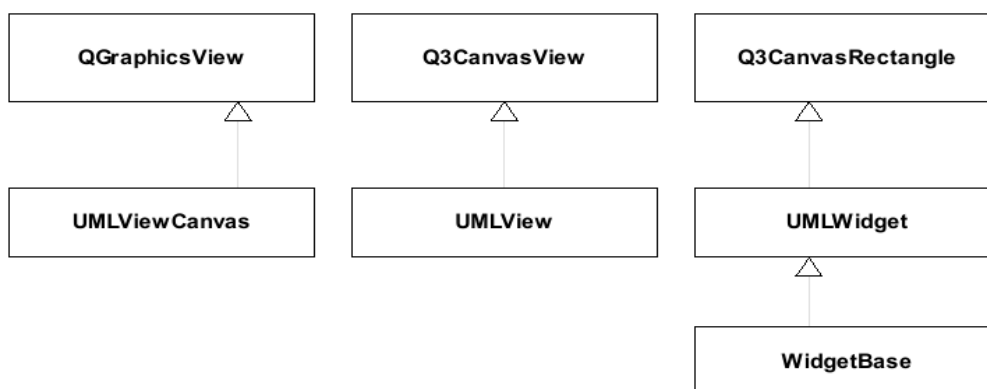 QGraphicsView
Q3CanvasView
Q3CanvasRectangle
UMLViewCanvas
UMLView
UMLWidget
WidgetBase